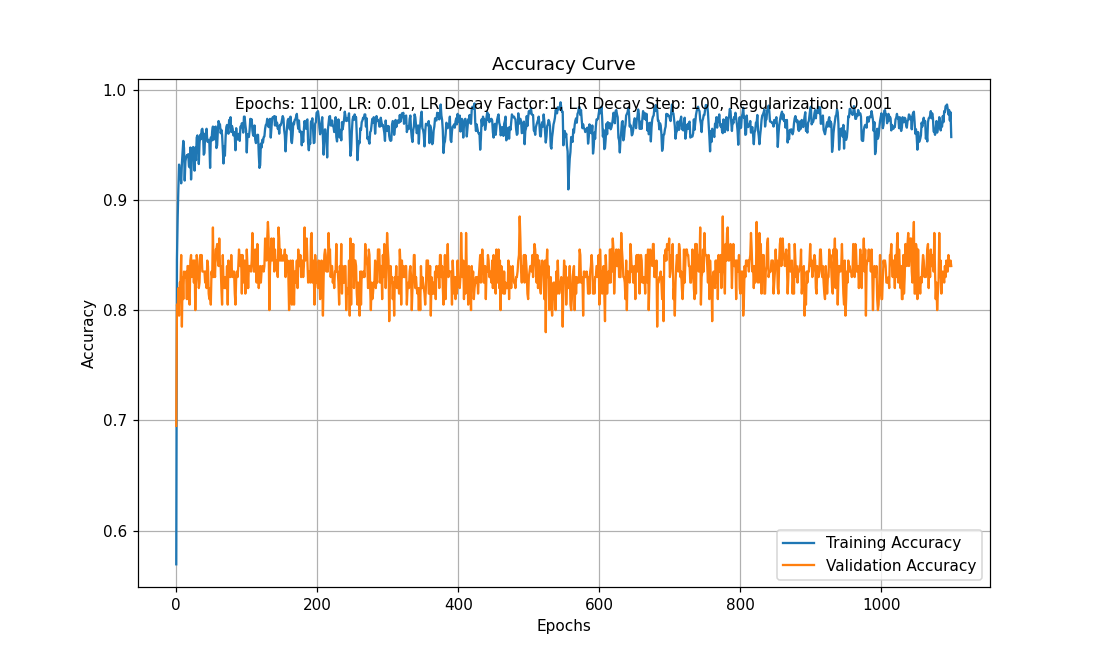 Accuracy Curve
Epochs: 1100, LR: 0.01, LR Decay Factor:1, LR Decay Step: 100, Regularization: 0.001
1.0
0.9
0.8
0.7
0.6
Accuracy
0 200 400 600 800 1000
Epochs
Training Accuracy
Validation Accuracy